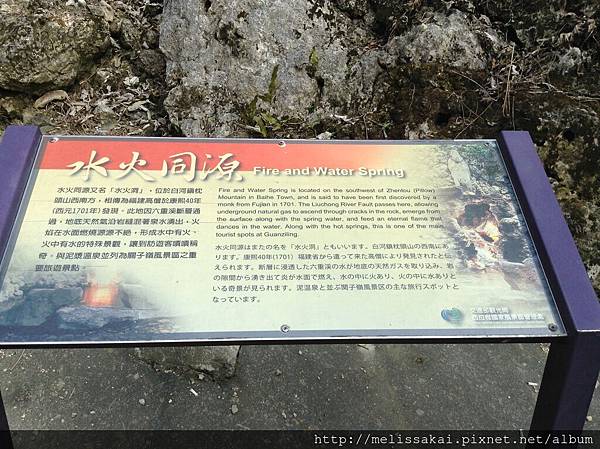 水火同源 Fire and Water Spring
水火同源又名「水火洞」，位於白河鎮枕
頭山西南方，相傳為福建高僧於康熙40年
(西元1701年)發現。此地因六重溪斷層通
過，地底天然氣沿岩縫混著泉水湧出，火
焰在水面燃燒源源不絕，形成水中有火、
火中有水的特殊景觀，讓到訪遊客嘖嘖稱
奇。與泥漿溫泉並列為關子嶺風景區之重
要旅遊景點。
Fire and Water Spring is located on the southwest of Zhentou (Pillow)
Mountain in Baihe Town, and is said to have been first discovered by a
monk from Fujian in 1701. The Liuchong River Fault passes here, allowing
underground natural gas to ascend through cracks in the rock, emerge from
the surface along with the spring water, and feed an eternal flame that
dances in the water. Along with the hot springs, this is one of the main
tourist spots at Guanziling.
水火同源はまたの名を「水火洞」ともいいます。白河鎮枕頭山の西南にあ
ります。康熙40年(1701) 福建省から渡って来た高僧により発見されたと伝
えられます。断層に浸透した六重溪の水が地底の天然ガスを取り込み、岩
の隙間から湧き出て炎が水面で燃え、水の中に火あり、火の中に水ありと
いう奇景が見られます。泥温泉と並ぶ関子嶺風景区の主な旅行スポットと
なっています。
交通部觀光局
http://melissakai.pixnet.net/album